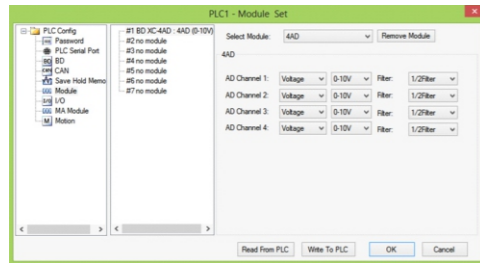 PLC1 - Module Set
PLC Config
Password
PLC Serial Port
BD
BD
CAN
CAN
Save Hold Memo
Module
I/O
I/O
MA Module
M
Motion
#1 BD XC-4AD : 4AD (0-10V)
#2 no module
#3 no module
#4 no module
#5 no module
#6 no module
#7 no module
Select Module: 4AD Remove Module
4AD
AD Channel 1: Voltage 0-10V Filter: 1/2Filter
AD Channel 2: Voltage 0-10V Filter: 1/2Filter
AD Channel 3: Voltage 0-10V Filter: 1/2Filter
AD Channel 4: Voltage 0-10V Filter: 1/2Filter
Read From PLC Write To PLC OK Cancel